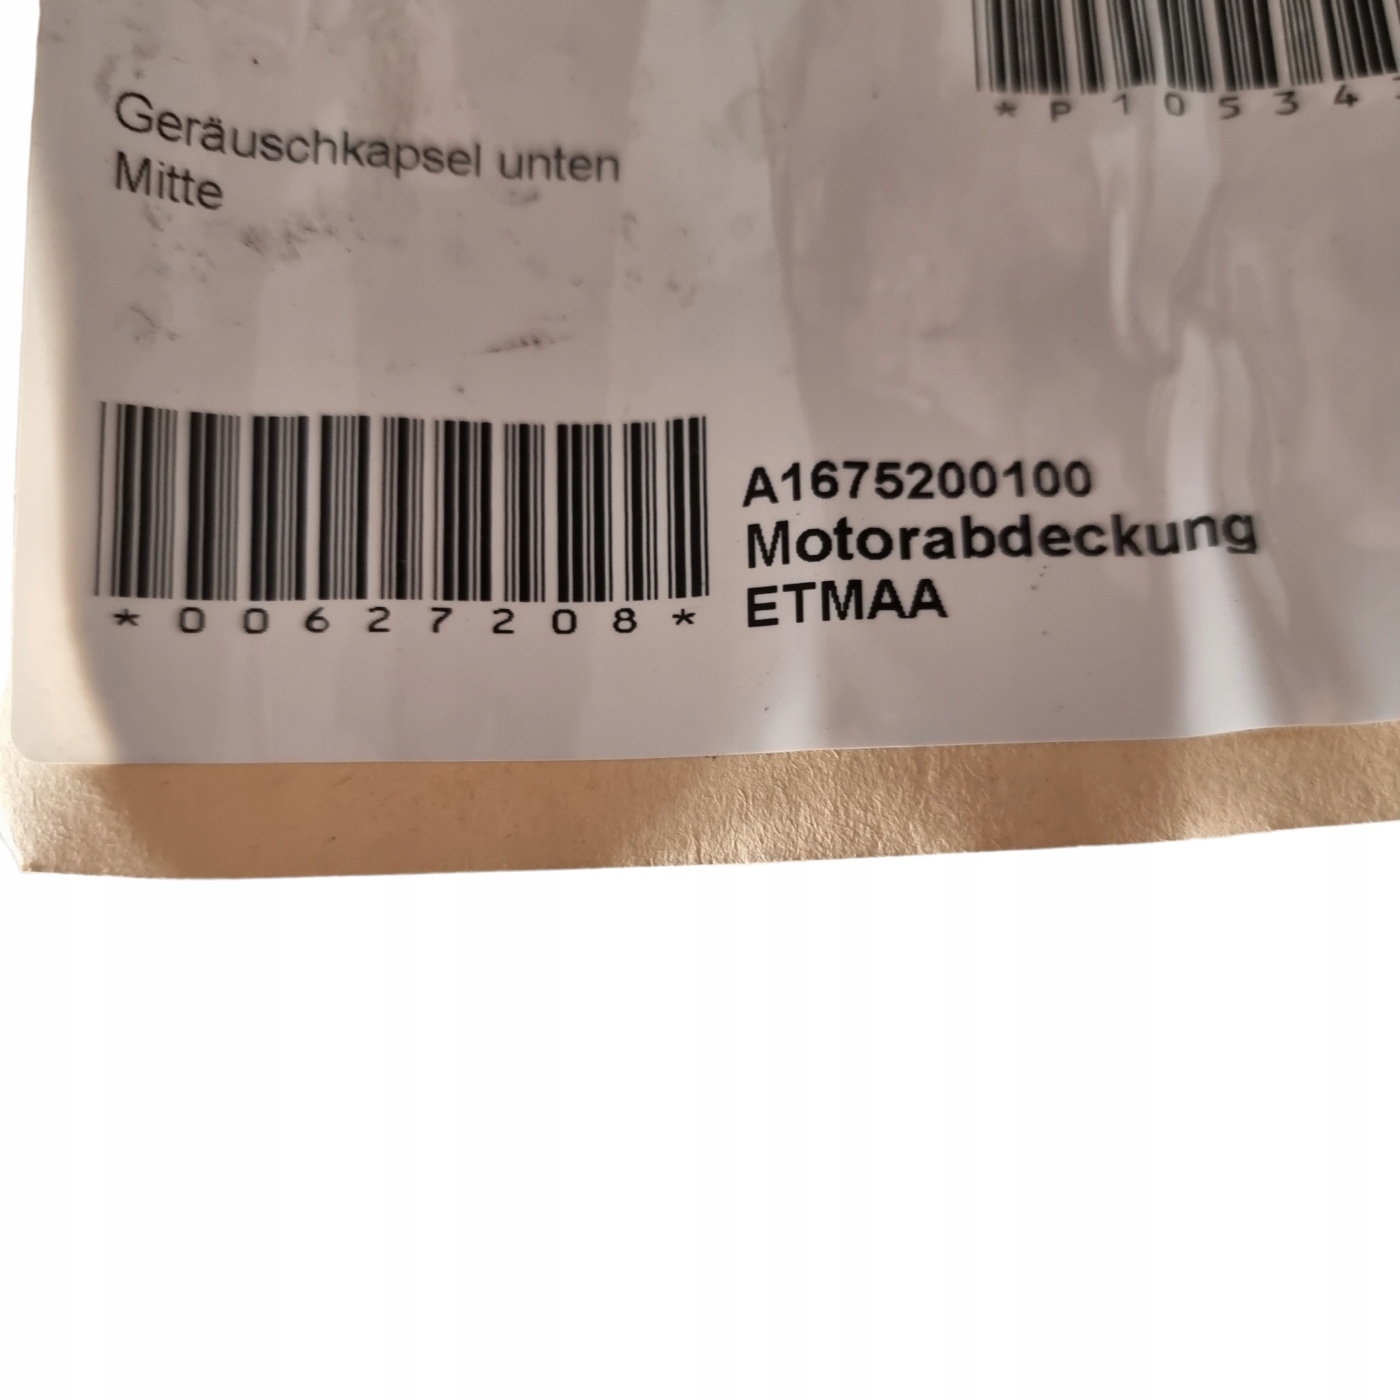 *P10534
Geräuschkapsel unten
Mitte
A1675200100
Motorabdeckung
ETMAA
*00627208*